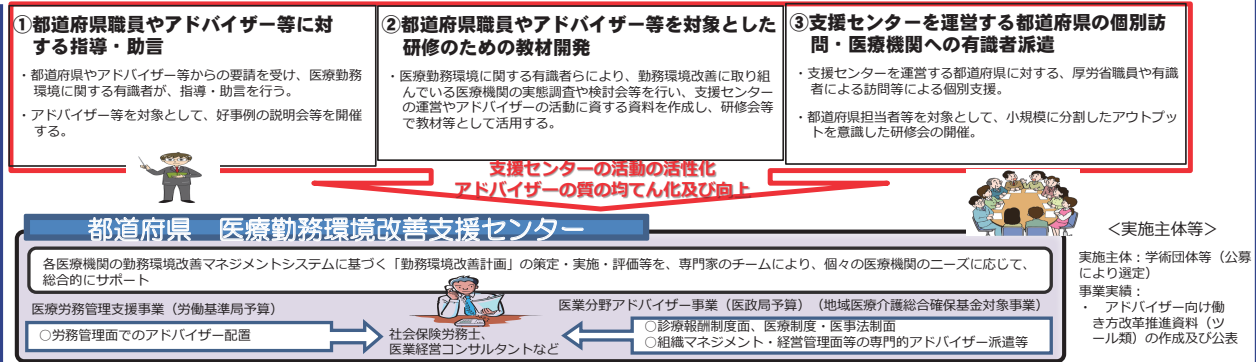 ①都道府県職員やアドバイザー等に対
する指導・助言
・都道府県やアドバイザー等からの要請を受け、医療勤務
環境に関する有識者が、指導・助言を行う。
・アドバイザー等を対象として、好事例の説明会等を開催
する。
②都道府県職員やアドバイザー等を対象とした
研修のための教材開発
・医療勤務環境に関する有識者らにより、勤務環境改善に取り組
んでいる医療機関の実態調査や検討会等を行い、支援センター
の運営やアドバイザーの活動に資する資料を作成し、研修会等
で教材等として活用する。
③支援センターを運営する都道府県の個別訪
問・医療機関への有識者派遣
・支援センターを運営する都道府県に対する、厚労省職員や有識
者による訪問等による個別支援。
・都道府県担当者等を対象として、小規模に分割したアウトプッ
トを意識した研修会の開催。
支援センターの活動の活性化
アドバイザーの質の均てん化及び向上
都道府県 医療勤務環境改善支援センター
各医療機関の勤務環境改善マネジメントシステムに基づく「勤務環境改善計画」の策定・実施・評価等を、専門家のチームにより、個々の医療機関のニーズに応じて、
総合的にサポート
医療労務管理支援事業(労働基準局予算)
○労務管理面でのアドバイザー配置
社会保険労務士、
医業経営コンサルタントなど
医業分野アドバイザー事業(医政局予算)(地域医療介護総合確保基金対象事業)
○診療報酬制度面、医療制度・医事法制面
○組織マネジメント・経営管理面等の専門的アドバイザー派遣等
<実施主体等>
実施主体:学術団体等(公募
により選定)
事業実績:
・ アドバイザー向け働
き方改革推進資料(ツ
ール類)の作成及び公表